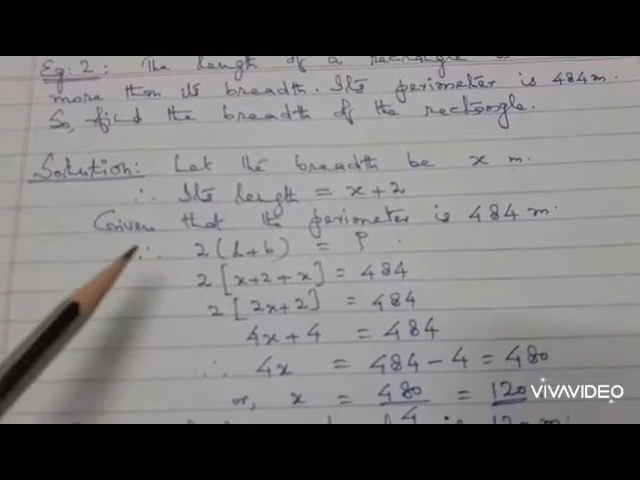 Eg: 2: The length of a rectangle is
more than its breadth. Its perimeter is 484 m.
So, find the breadth of the rectangle.
Solution: Let the breadth be x m.
∴ Its length = x+2
Given that the perimeter is 484 m.
∴ 2(l+b) = P.
2[x+2+x] = 484
2[2x+2] = 484
4x+4 = 484
∴ 4x = 484-4 = 480
or, x = 480/4 = 120
VIVAVIDEO